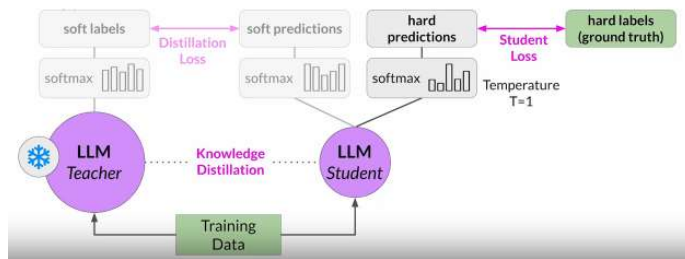 soft labels
Distillation
Loss
soft predictions
hard
predictions
Student
Loss
hard labels
(ground truth)
softmax
softmax
softmax
Temperature
T=1
LLM
Teacher
Knowledge
Distillation
LLM
Student
Training
Data